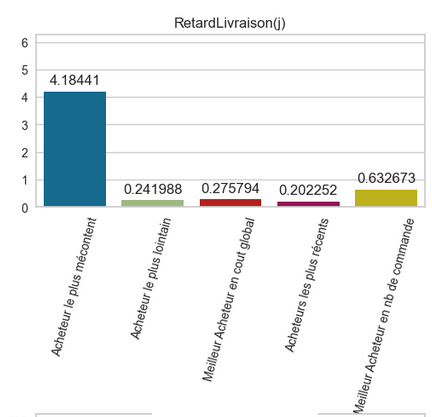 RetardLivraison(j)
6
5
4
3
2
1
0
4.18441
0.241988
0.275794
0.202252
0.632673
Acheteur le plus mécontent
Acheteur le plus lointain
Meilleur Acheteur en cout global
Acheteurs les plus récents
Meilleur Acheteur en nb de commande